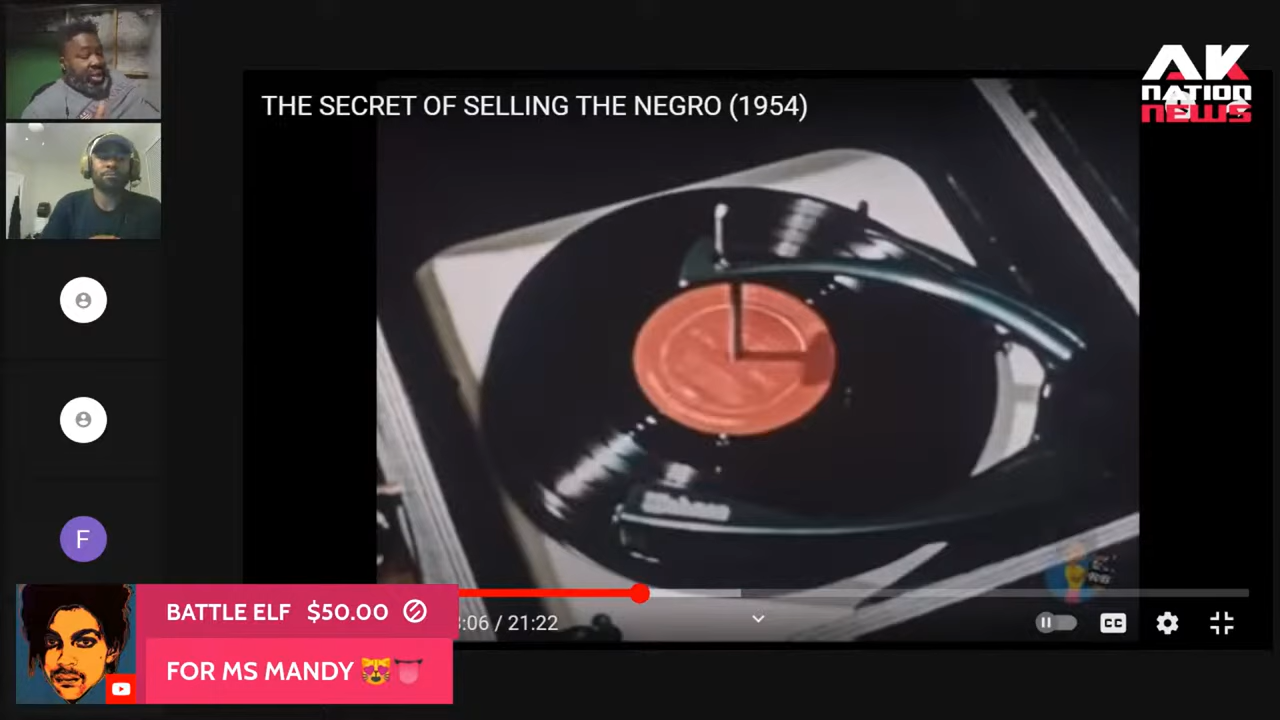 THE SECRET OF SELLING THE NEGRO (1954)
AK
NATION
NEWS
F
BATTLE ELF $50.00
FOR MS MANDY
:06 / 21:22
CC